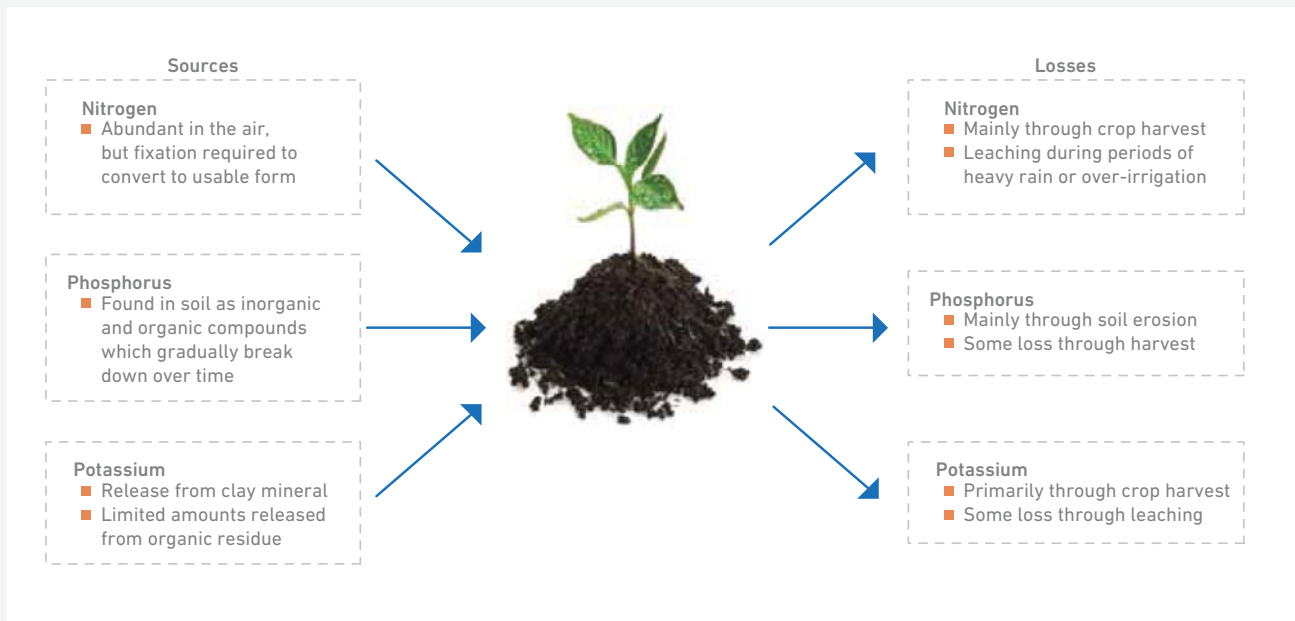 Sources
Nitrogen
Abundant in the air,
but fixation required to
convert to usable form
Phosphorus
Found in soil as inorganic
and organic compounds
which gradually break
down over time
Potassium
Release from clay mineral
Limited amounts released
from organic residue
Losses
Nitrogen
Mainly through crop harvest
Leaching during periods of
heavy rain or over-irrigation
Phosphorus
Mainly through soil erosion
Some loss through harvest
Potassium
Primarily through crop harvest
Some loss through leaching